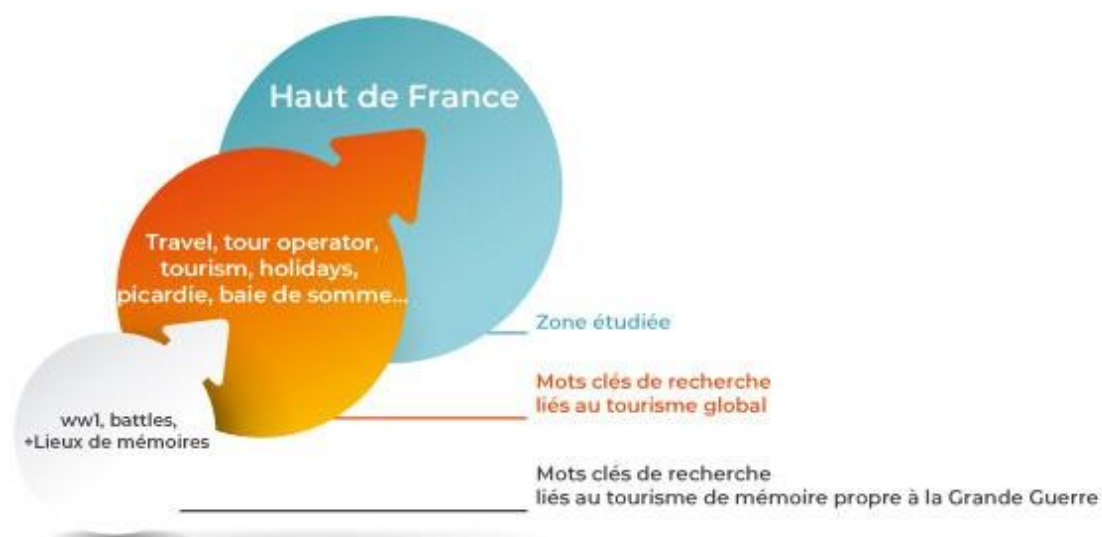 Haut de France
Travel, tour operator,
tourism, holidays,
picardie, baie de somme...
Zone étudiée
Mots clés de recherche
liés au tourisme global
ww1, battles,
+Lieux de mémoires
Mots clés de recherche
liés au tourisme de mémoire propre à la Grande Guerre